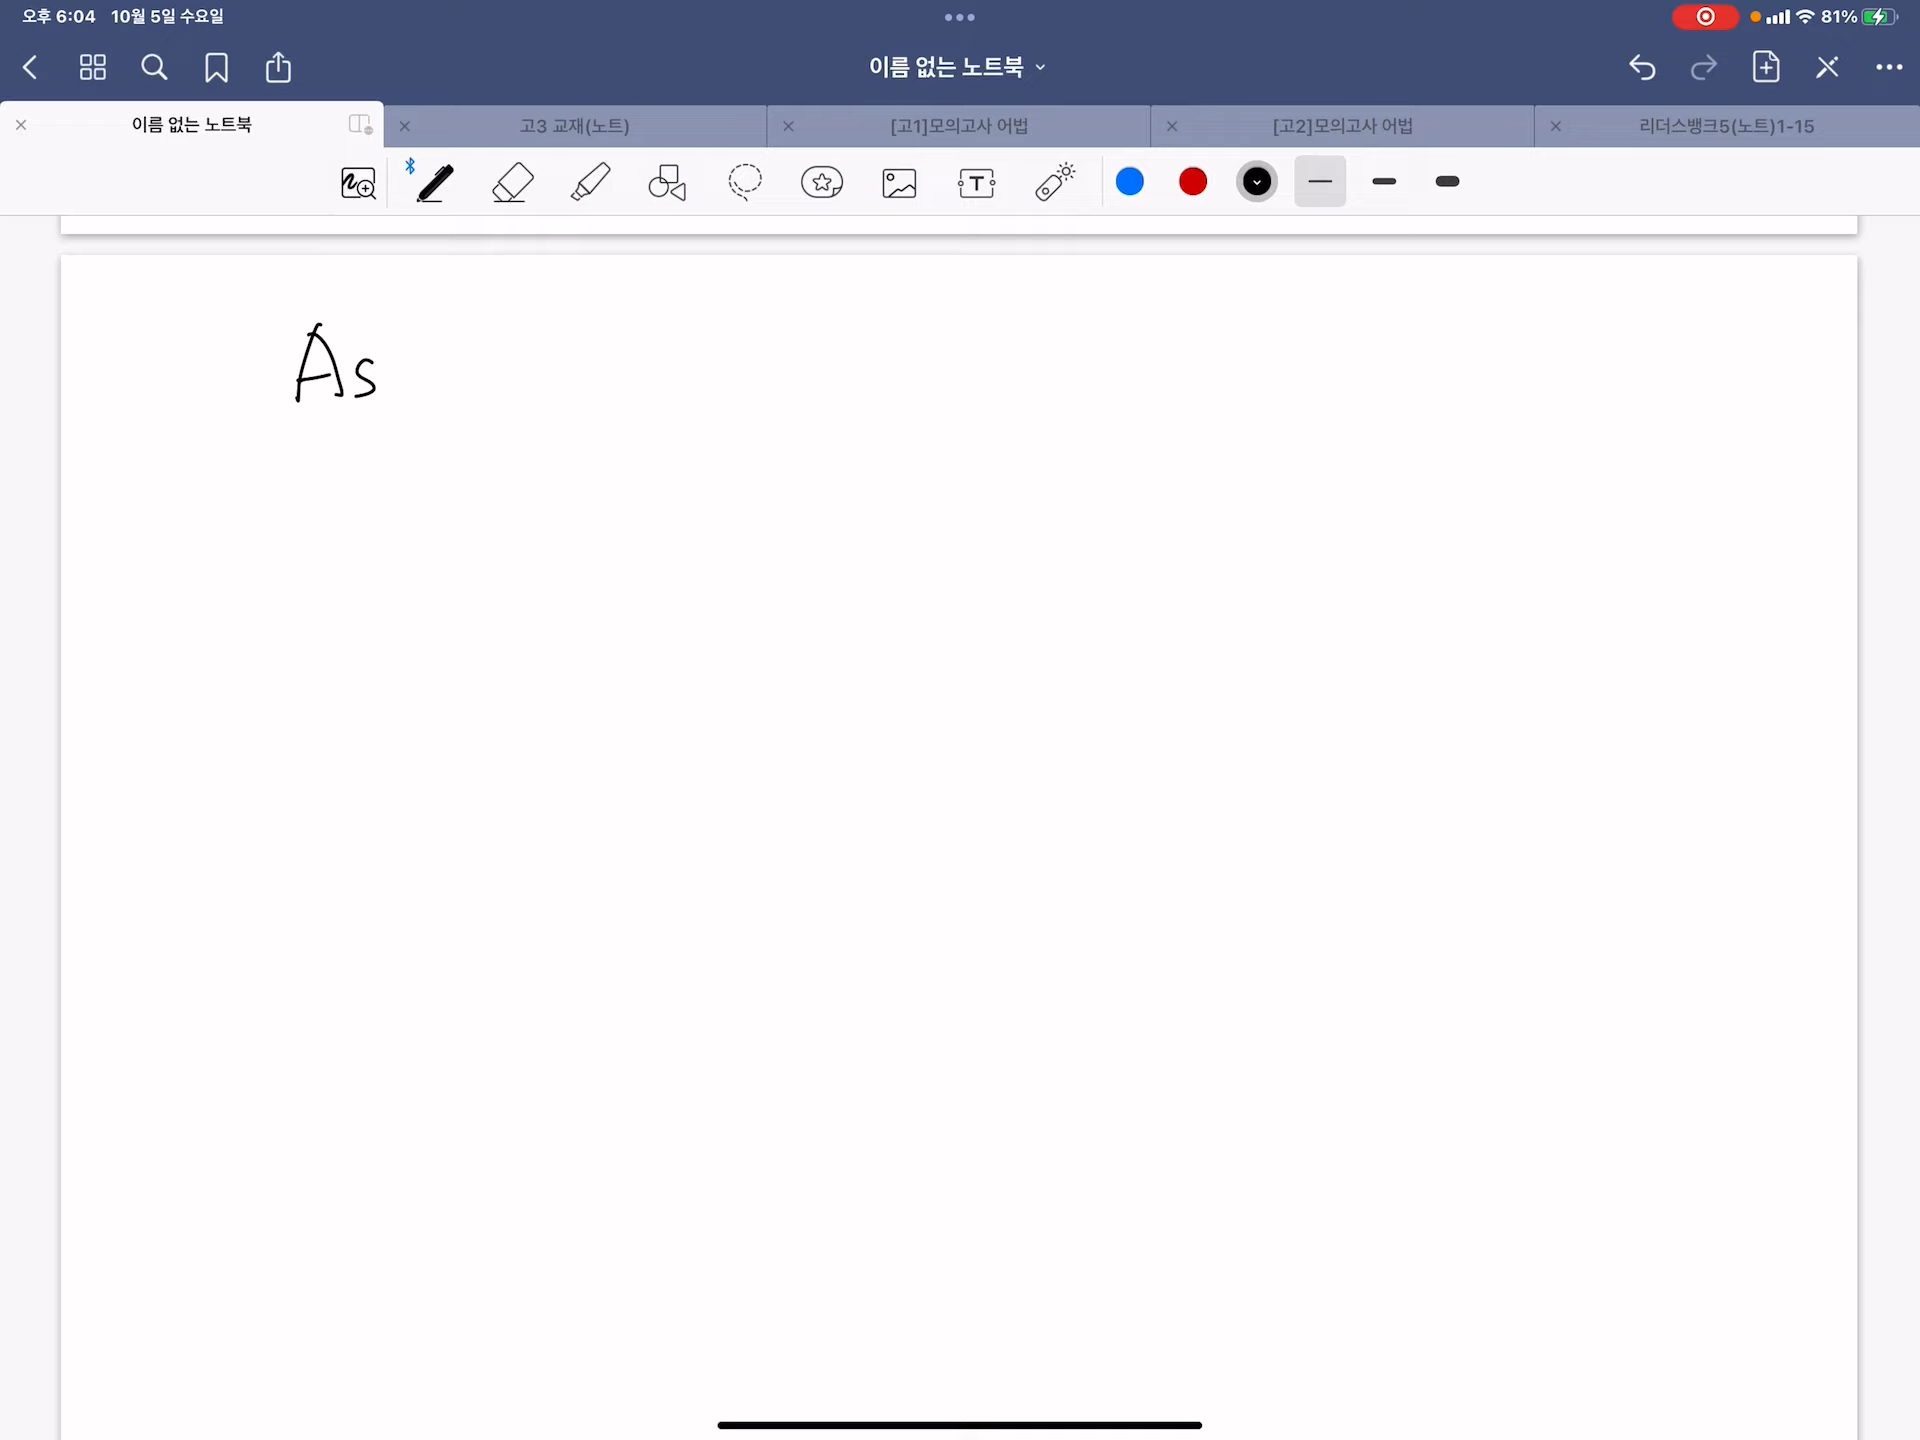 오후 6:04 10월 5일 수요일 81%
이름 없는 노트북
이름 없는 노트북 고3 교재(노트) [고1]모의고사 어법 [고2]모의고사 어법 리더스뱅크5(노트)1-15
As